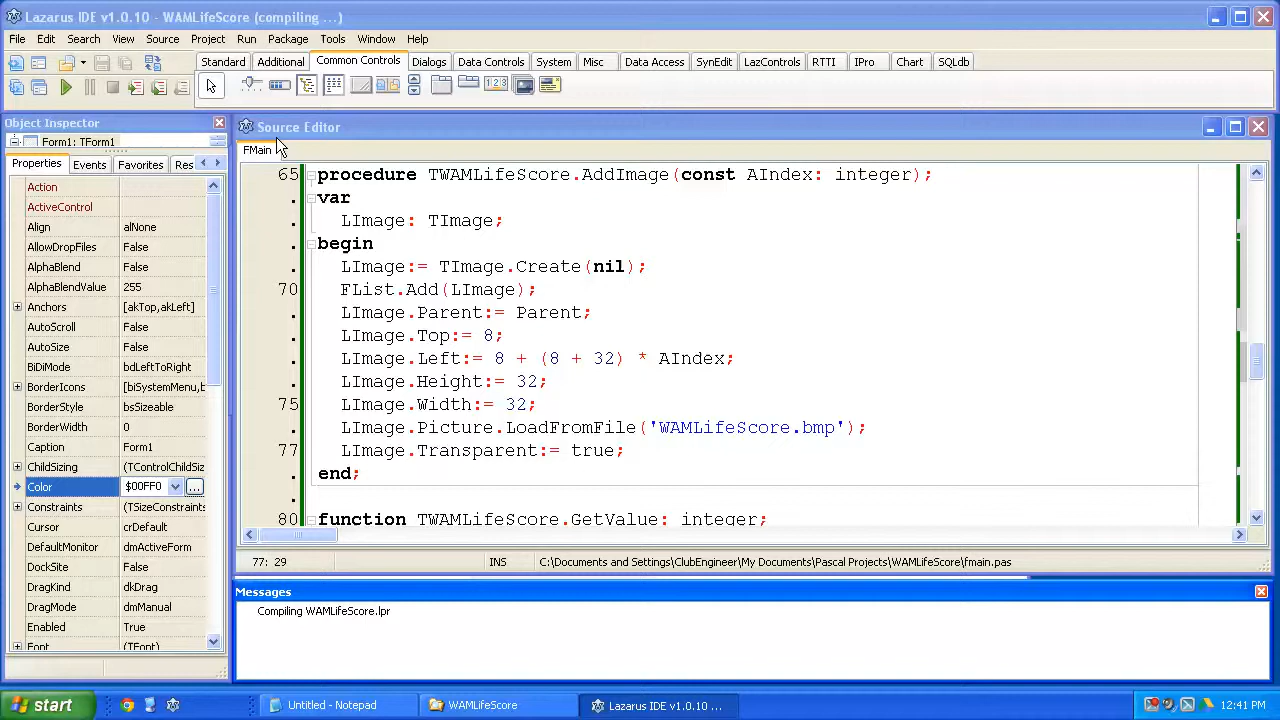 Lazarus IDE v1.0.10 - WAMLifeScore (compiling ...)
File Edit Search View Source Project Run Package Tools Window Help
Standard Additional Common Controls Dialogs Data Controls System Misc Data Access SynEdit LazControls RTTI IPro Chart SQLdb
Object Inspector
Form1: TForm1
Properties Events Favorites Res
Action
ActiveControl
Align alNone
AllowDropFiles False
AlphaBlend False
AlphaBlendValue 255
Anchors [akTop,akLeft]
AutoScroll False
AutoSize False
BiDiMode bdLeftToRight
BorderIcons [biSystemMenu,b
BorderStyle bsSizeable
BorderWidth 0
Caption Form1
ChildSizing (TControlChildSiz
Color $00FF0 ...
Constraints (TSizeConstraints
Cursor crDefault
DefaultMonitor dmActiveForm
DockSite False
DragKind dkDrag
DragMode dmManual
Enabled True
Font (TFont)
Source Editor
FMain
65 procedure TWAMLifeScore.AddImage(const AIndex: integer);
. var
. LImage: TImage;
. begin
. LImage:= TImage.Create(nil);
70 FList.Add(LImage);
. LImage.Parent:= Parent;
. LImage.Top:= 8;
. LImage.Left:= 8 + (8 + 32) * AIndex;
. LImage.Height:= 32;
75 LImage.Width:= 32;
. LImage.Picture.LoadFromFile('WAMLifeScore.bmp');
77 LImage.Transparent:= true;
. end;
.
80 function TWAMLifeScore.GetValue: integer;
77: 29 INS C:\Documents and Settings\ClubEngineer\My Documents\Pascal Projects\WAMLifeScore\fmain.pas
Messages
Compiling WAMLifeScore.lpr
start Untitled - Notepad WAMLifeScore Lazarus IDE v1.0.10 ... 12:41 PM